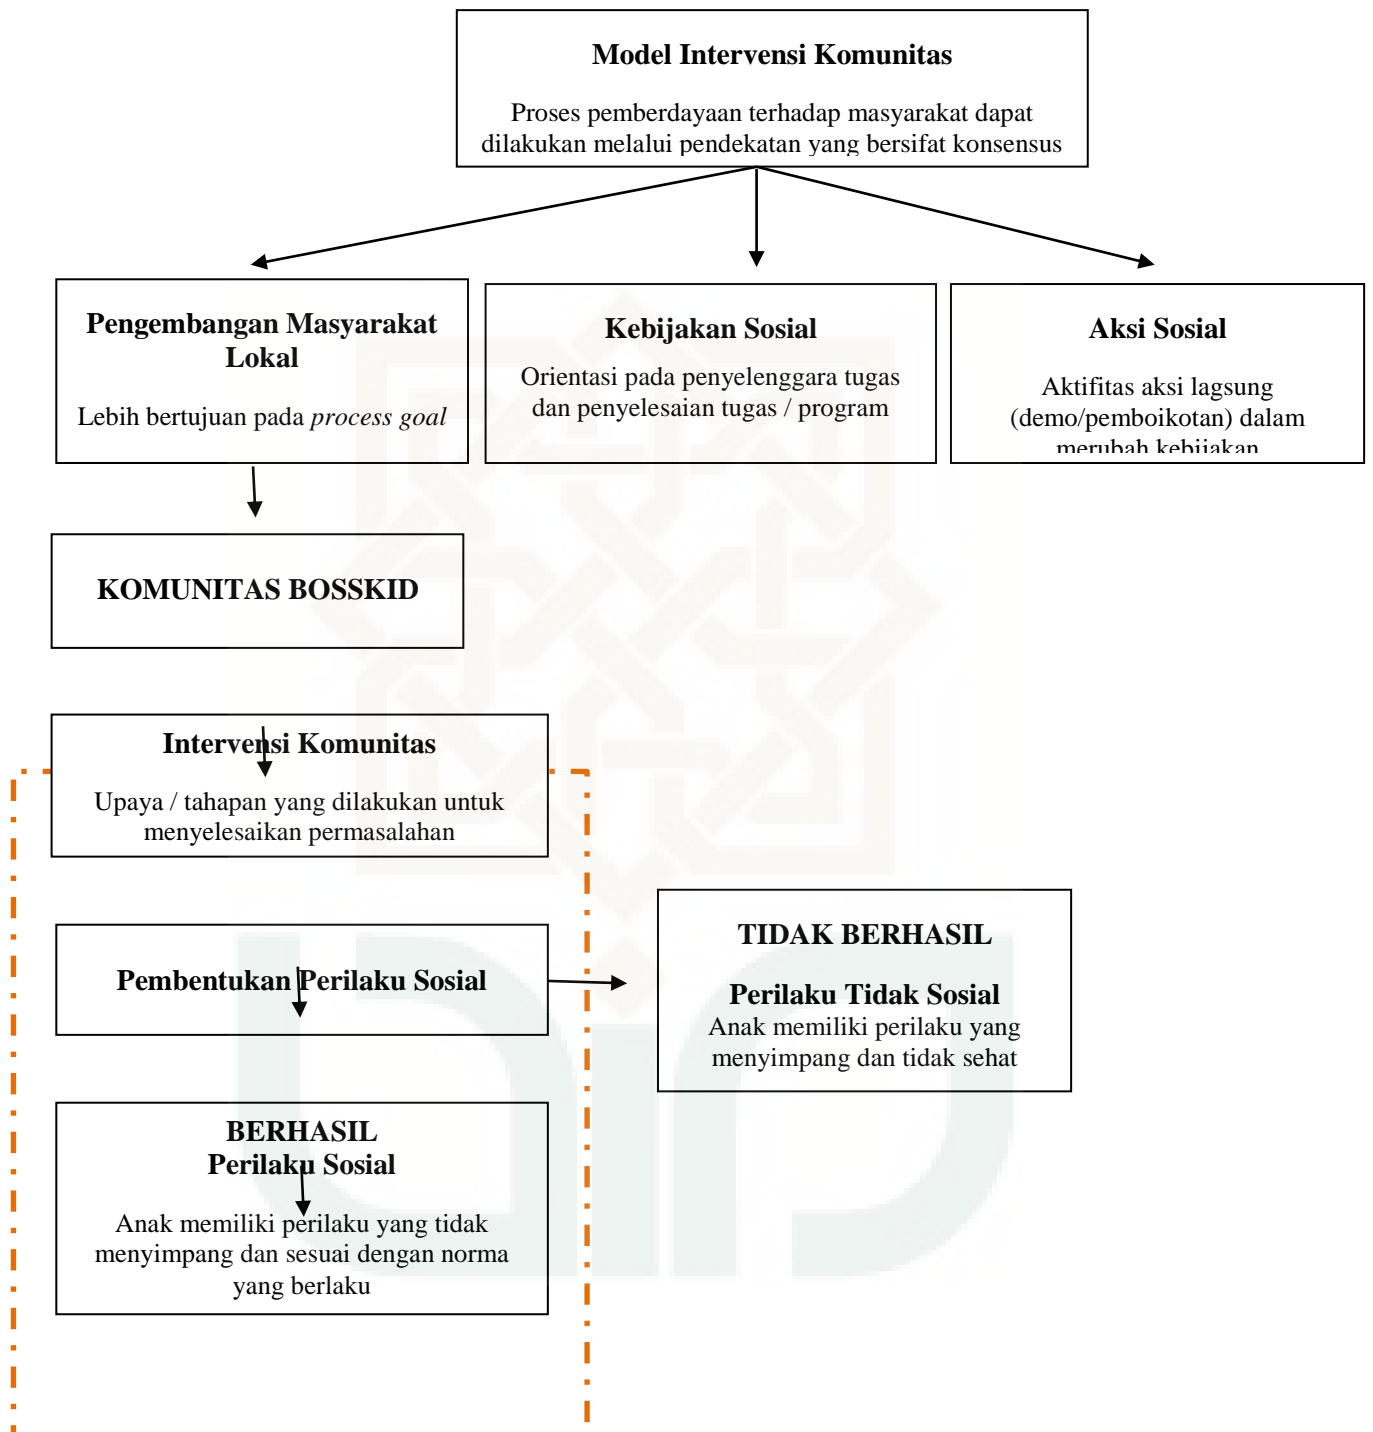 Model Intervensi Komunitas
Proses pemberdayaan terhadap masyarakat dapat
dilakukan melalui pendekatan yang bersifat konsensus
Pengembangan Masyarakat
Lokal
Lebih bertujuan pada process goal
Kebijakan Sosial
Orientasi pada penyelenggara tugas
dan penyelesaian tugas / program
Aksi Sosial
Aktifitas aksi lagsung
(demo/pemboikotan) dalam
merubah kebijakan
KOMUNITAS BOSSKID
Intervensi Komunitas
Upaya / tahapan yang dilakukan untuk
menyelesaikan permasalahan
Pembentukan Perilaku Sosial
TIDAK BERHASIL
Perilaku Tidak Sosial
Anak memiliki perilaku yang
menyimpang dan tidak sehat
BERHASIL
Perilaku Sosial
Anak memiliki perilaku yang tidak
menyimpang dan sesuai dengan norma
yang berlaku